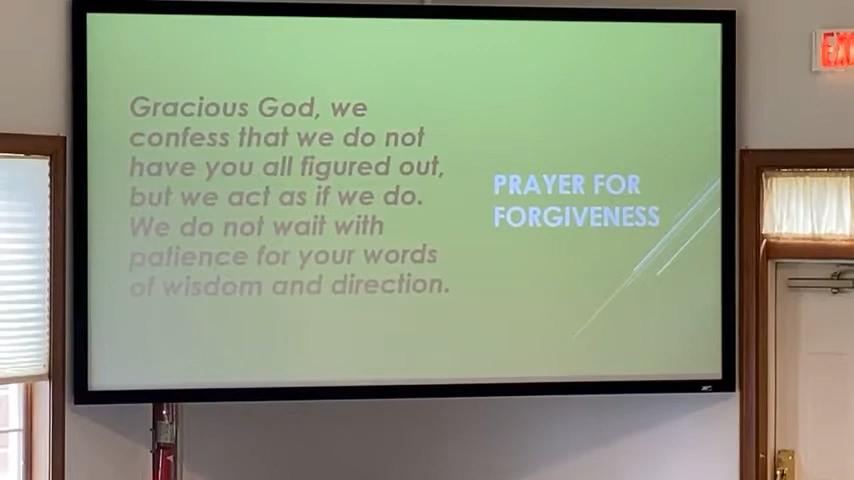 Gracious God, we
confess that we do not
have you all figured out,
but we act as if we do.
We do not wait with
patience for your words
of wisdom and direction.
PRAYER FOR
FORGIVENESS